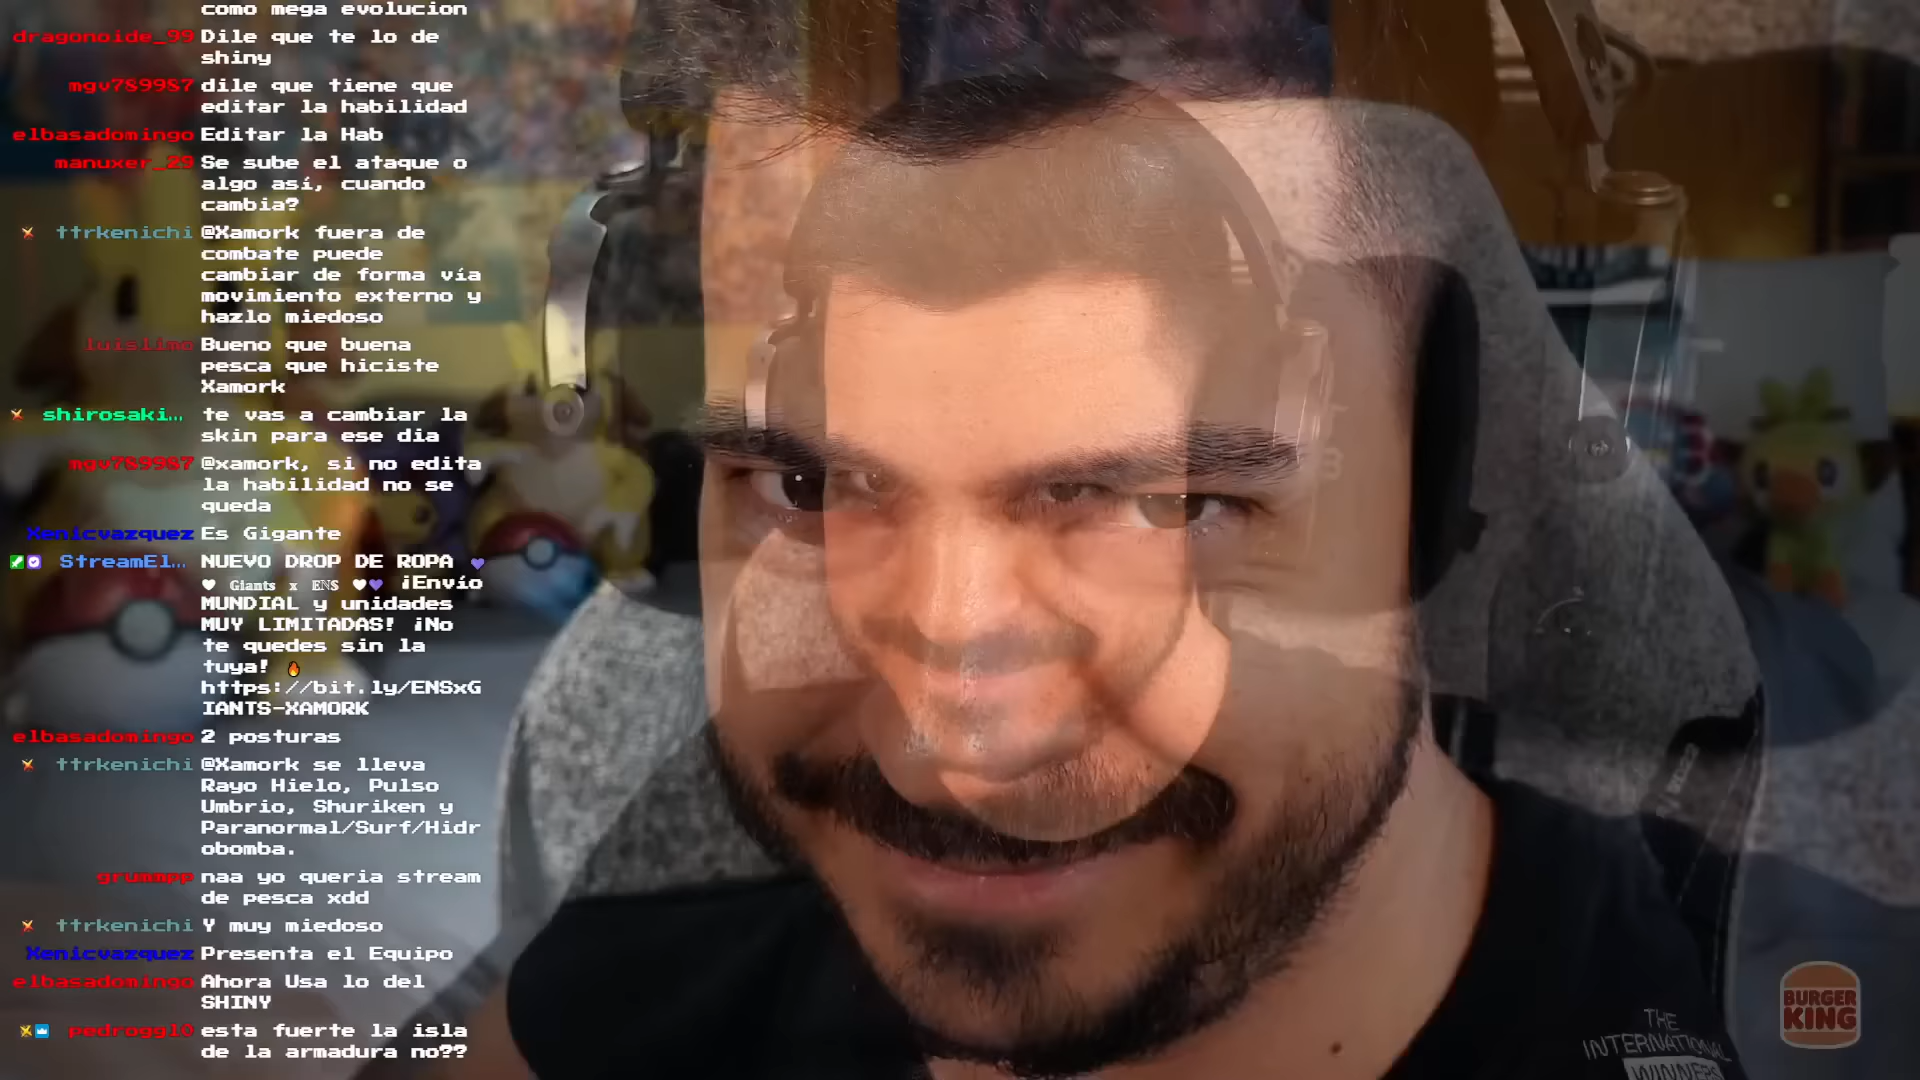 como mega evolucion
dragonoide_99 Dile que te lo de
shiny
mgv789987 dile que tiene que
editar la habilidad
elbasadomingo Editar la Hab
manuxer_29 Se sube el ataque o
algo así, cuando
cambia?
ttrkenichi @Xamork fuera de
combate puede
cambiar de forma vía
movimiento externo y
hazlo miedoso
luislimo Bueno que buena
pesca que hiciste
Xamork
shirosaki… te vas a cambiar la
skin para ese dia
mgv789987 @xamork, si no edita
la habilidad no se
queda
Xenicvazquez Es Gigante
StreamEl… NUEVO DROP DE ROPA 💜
🤍 Giants x ENS 🤍💜 ¡Envío
MUNDIAL y unidades
MUY LIMITADAS! ¡No
te quedes sin la
tuya! 🔥
https://bit.ly/ENSxG
IANTS-XAMORK
elbasadomingo 2 posturas
ttrkenichi @Xamork se lleva
Rayo Hielo, Pulso
Umbrio, Shuriken y
Paranormal/Surf/Hidr
obomba.
grummpp naa yo queria stream
de pesca xdd
ttrkenichi Y muy miedoso
Xenicvazquez Presenta el Equipo
elbasadomingo Ahora Usa lo del
SHINY
pedrogg10 esta fuerte la isla
de la armadura no??
BURGER
KING
THE
INTERNATIONAL
WINNERS